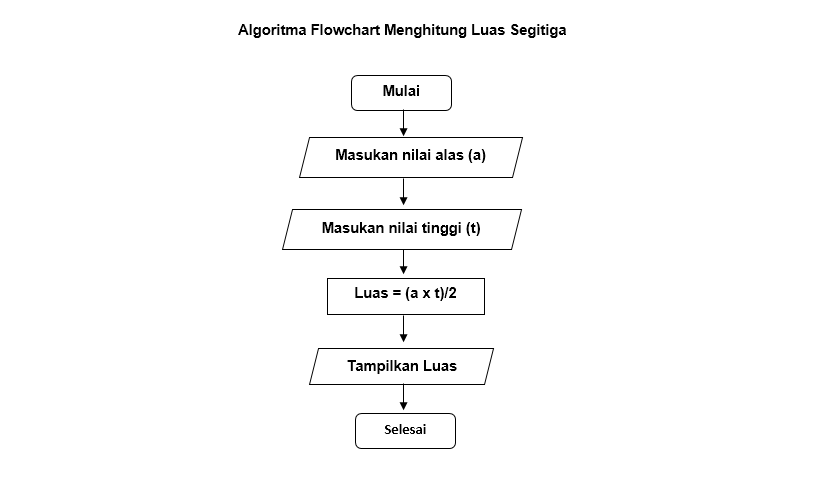 Algoritma Flowchart Menghitung Luas Segitiga
Mulai
Masukan nilai alas (a)
Masukan nilai tinggi (t)
Luas = (a x t)/2
Tampilkan Luas
Selesai